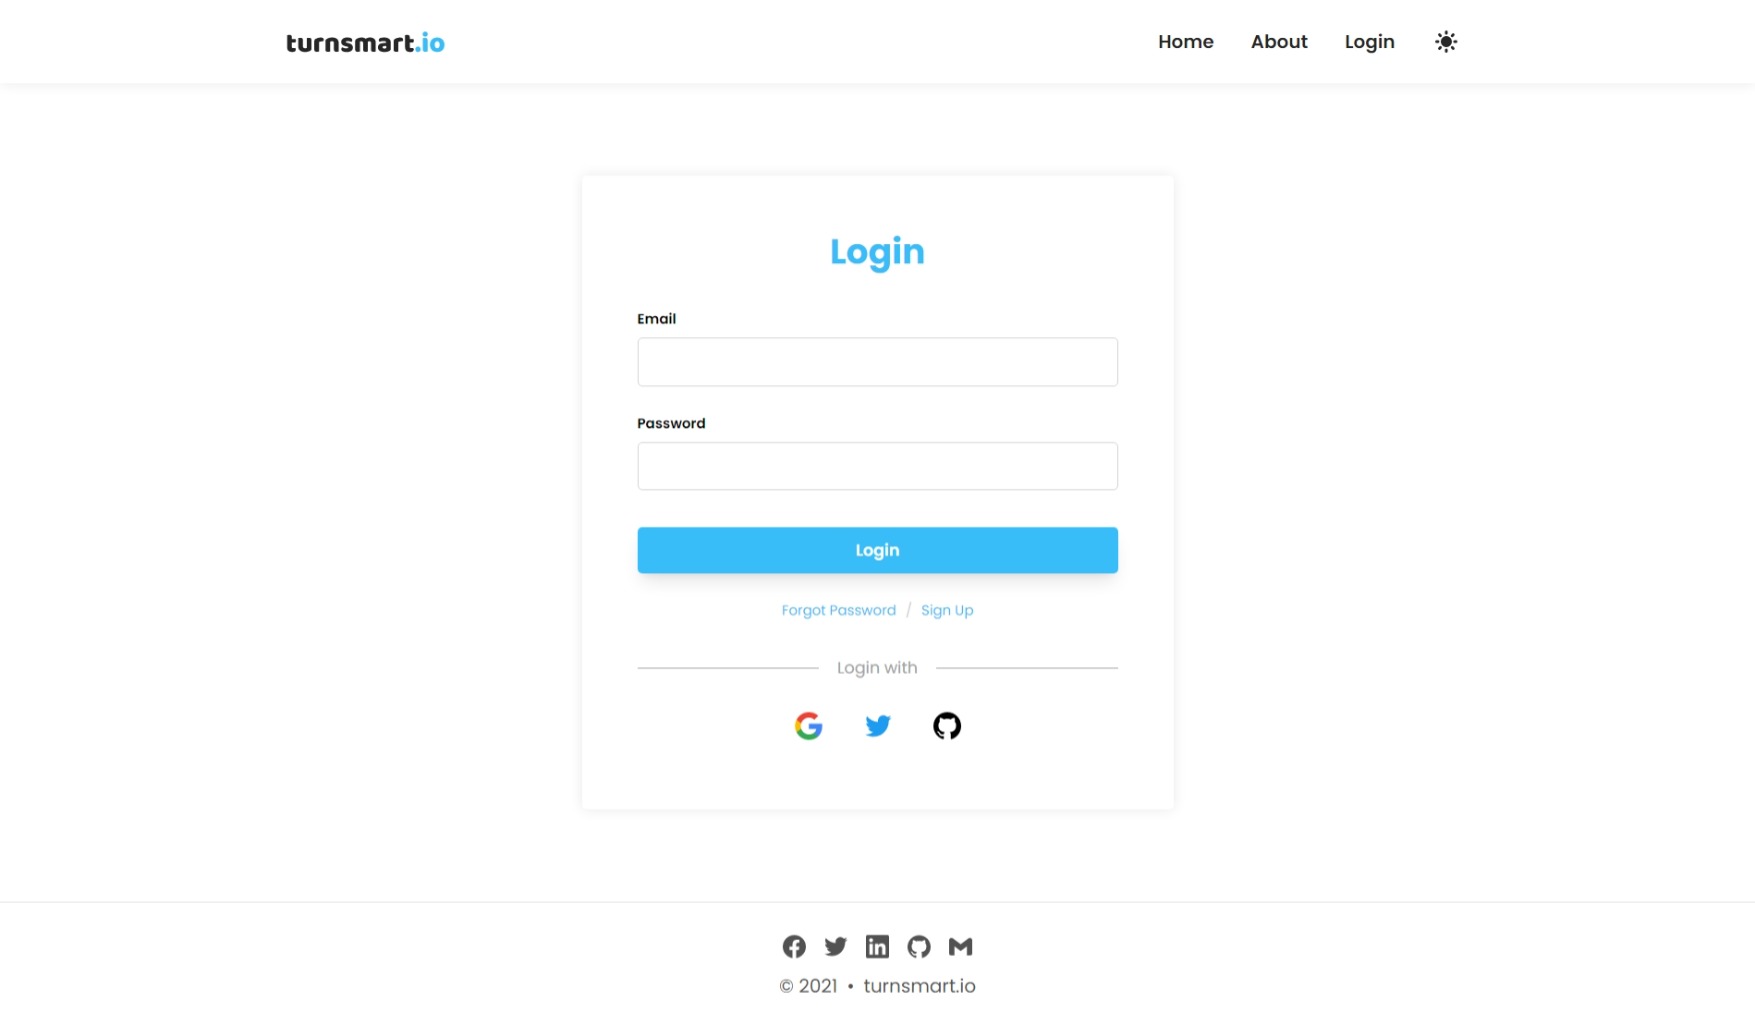 turnsmart.io
Home About Login
Login
Email
Password
Login
Forgot Password / Sign Up
Login with
© 2021 • turnsmart.io